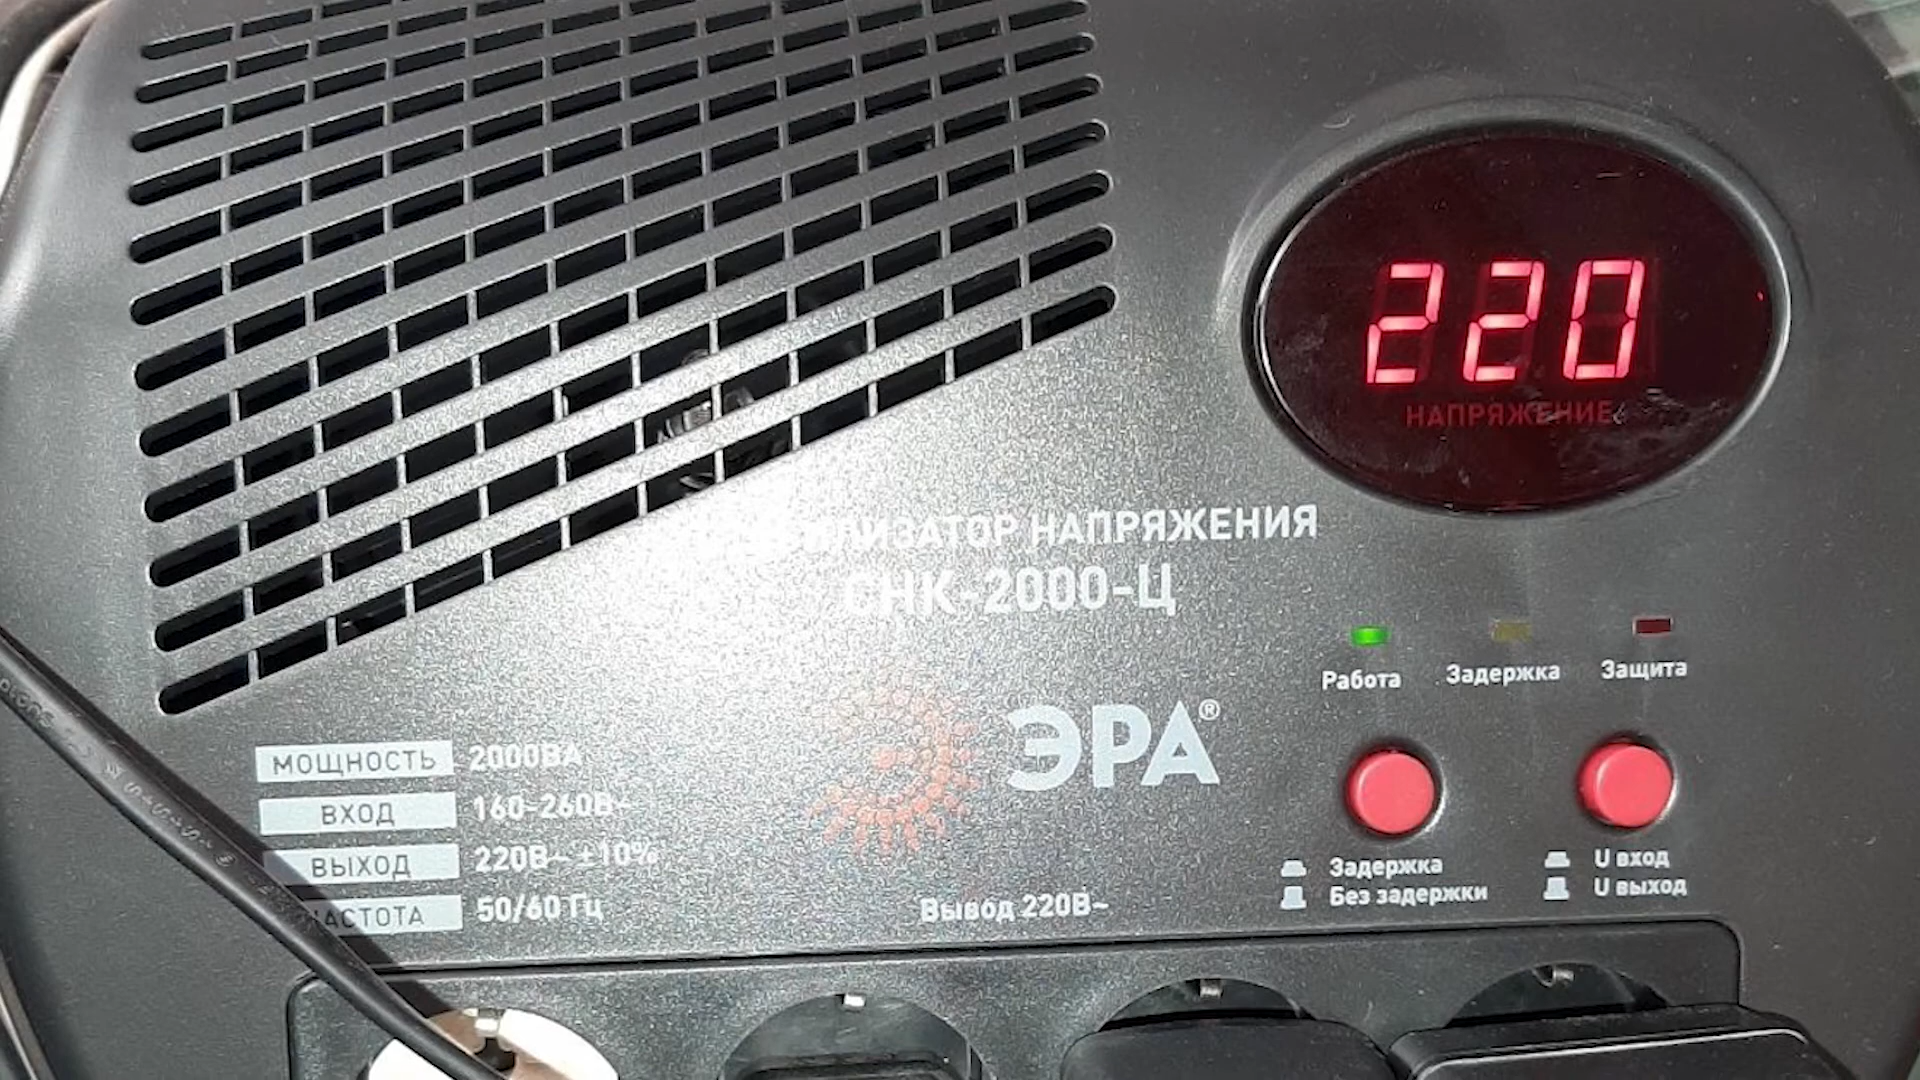 220
НАПРЯЖЕНИЕ
НАПРЯЖЕНИЯ
СНК-2000-Ц
Работа Задержка Защита
ЭРА®
МОЩНОСТЬ 2000ВА
ВХОД 160-260В~
ВЫХОД 220В~ ±10%
ЧАСТОТА 50/60 Гц
Вывод 220В~
Задержка
Без задержки
U вход
U выход